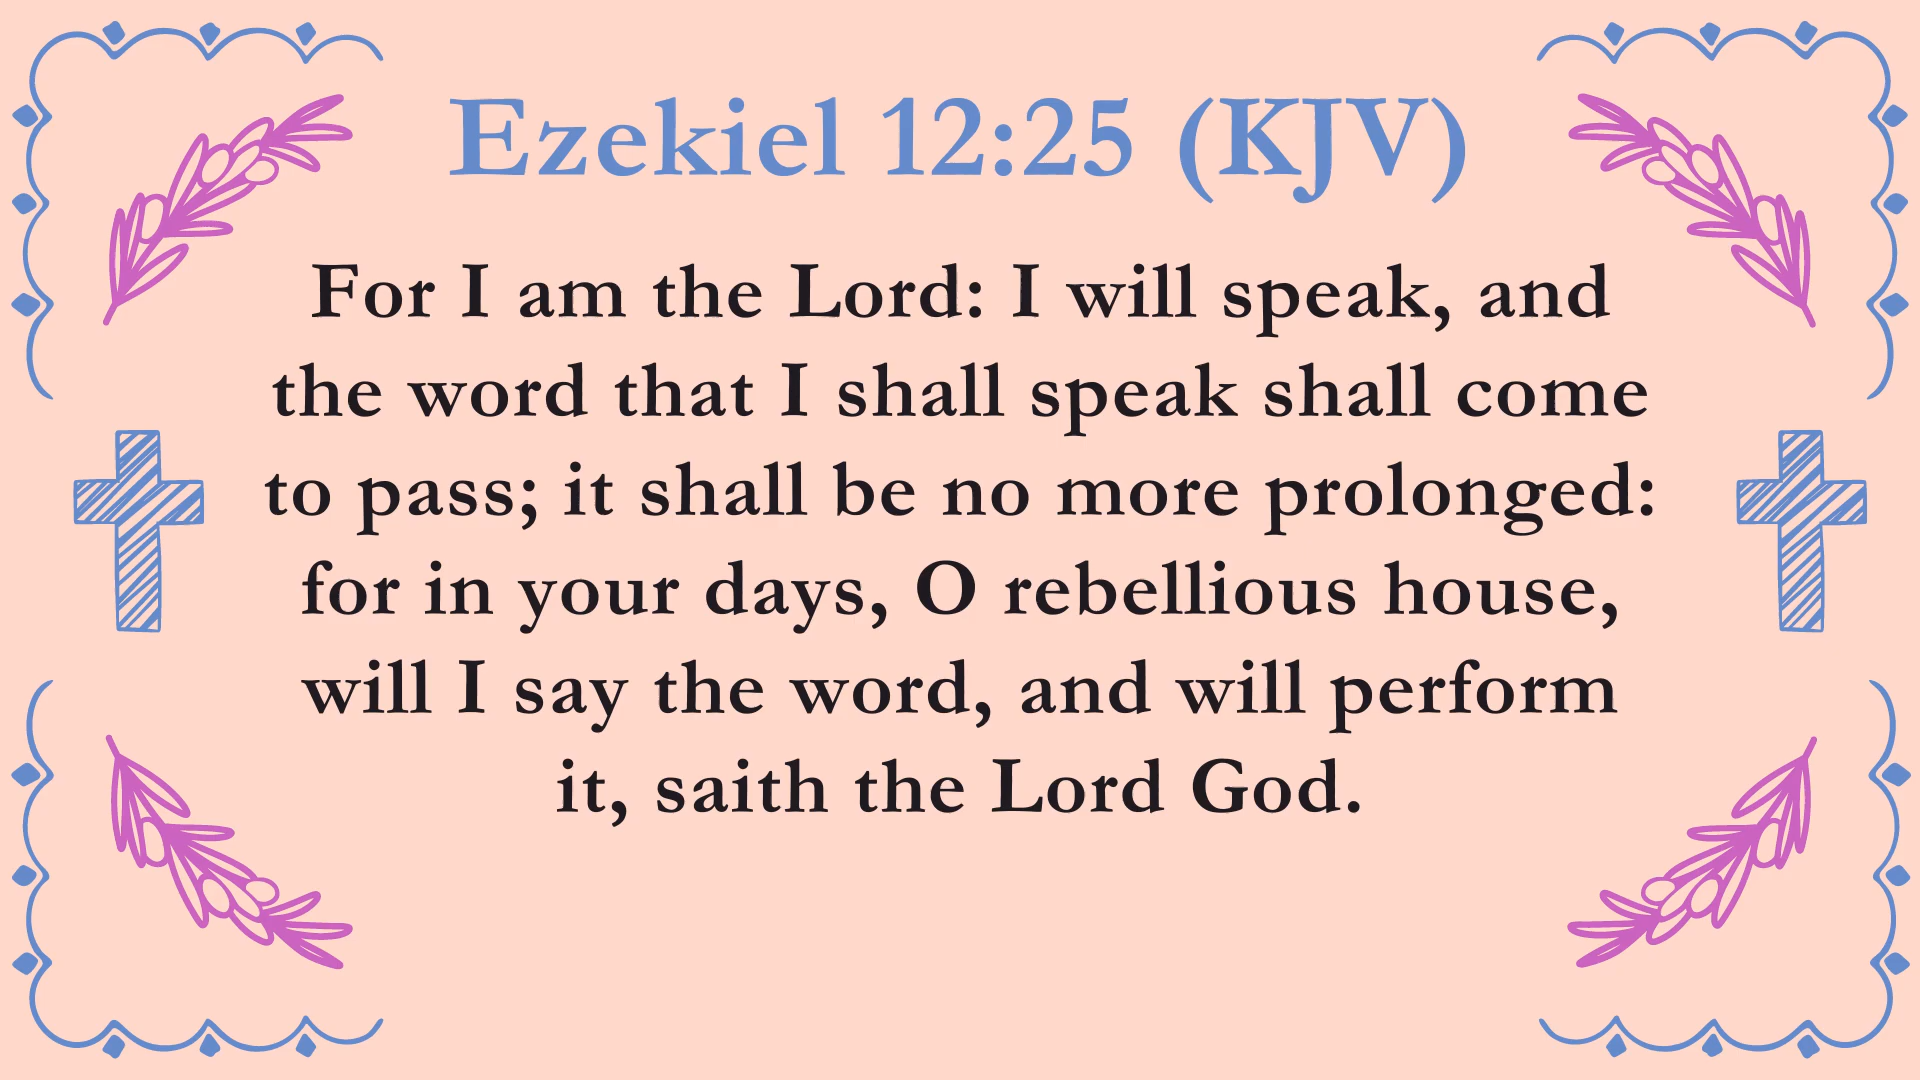 Ezekiel 12:25 (KJV)
For I am the Lord: I will speak, and
the word that I shall speak shall come
to pass; it shall be no more prolonged:
for in your days, O rebellious house,
will I say the word, and will perform
it, saith the Lord God.